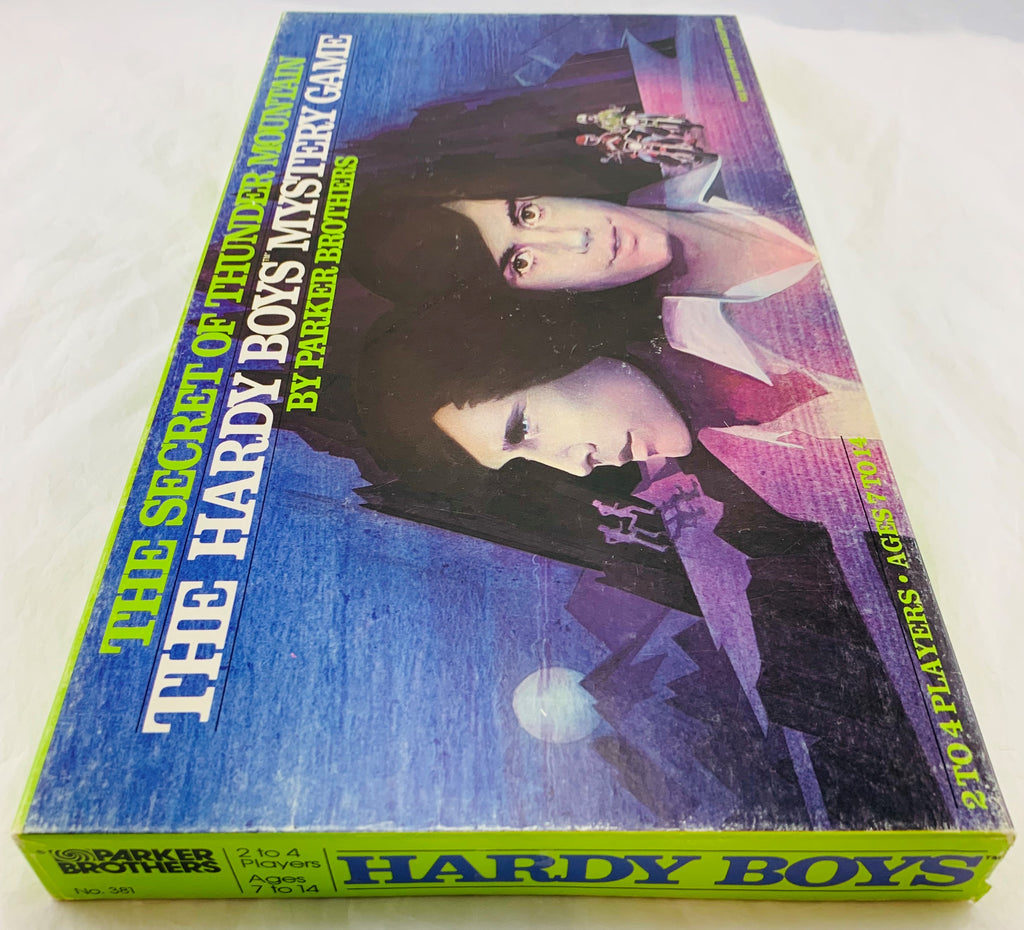 THE SECRET OF THUNDER MOUNTAIN
THE HARDY BOYS™ MYSTERY GAME
BY PARKER BROTHERS
2 TO 4 PLAYERS • AGES 7 TO 14
PARKER
BROTHERS
No. 381
2 to 4
Players
Ages
7 to 14
HARDY BOYS™